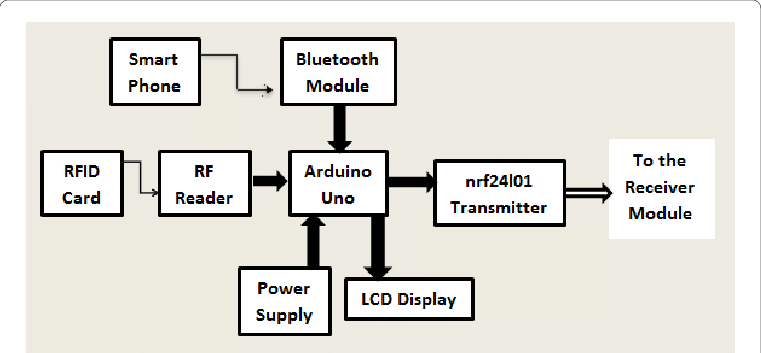 Smart
Phone
Bluetooth
Module
RFID
Card
RF
Reader
Arduino
Uno
nrf24l01
Transmitter
To the
Receiver
Module
Power
Supply
LCD Display